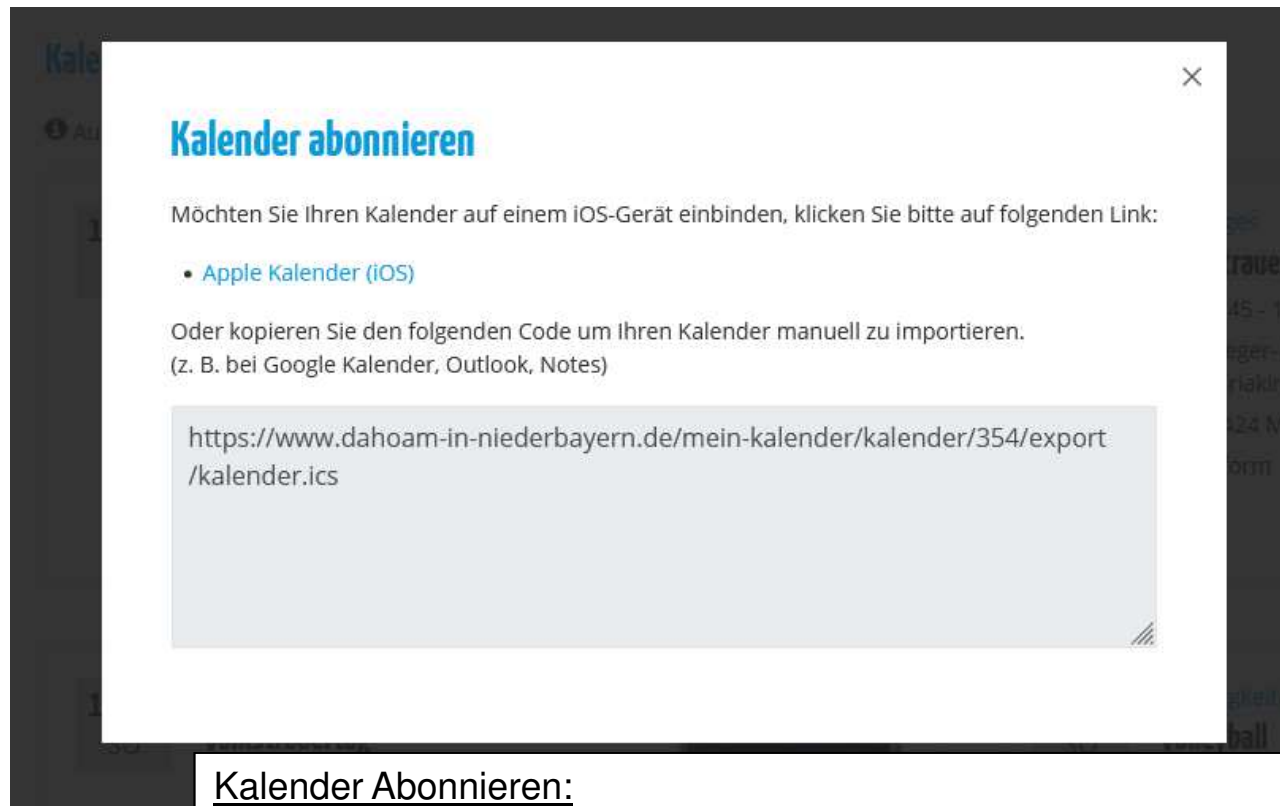 Kalender abonnieren
Möchten Sie Ihren Kalender auf einem iOS-Gerät einbinden, klicken Sie bitte auf folgenden Link:
• Apple Kalender (iOS)
Oder kopieren Sie den folgenden Code um Ihren Kalender manuell zu importieren.
(z. B. bei Google Kalender, Outlook, Notes)
https://www.dahoam-in-niederbayern.de/mein-kalender/kalender/354/export
/kalender.ics
Kalender Abonnieren: